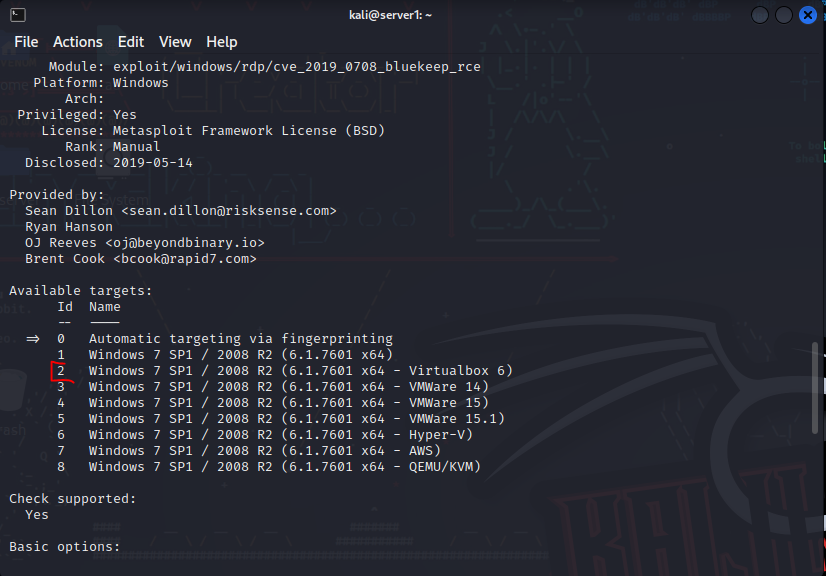 kali@server1: ~
File Actions Edit View Help
Module: exploit/windows/rdp/cve_2019_0708_bluekeep_rce
Platform: Windows
Arch:
Privileged: Yes
License: Metasploit Framework License (BSD)
Rank: Manual
Disclosed: 2019-05-14
Provided by:
Sean Dillon <sean.dillon@risksense.com>
Ryan Hanson
OJ Reeves <oj@beyondbinary.io>
Brent Cook <bcook@rapid7.com>
Available targets:
Id Name
-- ----
=> 0 Automatic targeting via fingerprinting
1 Windows 7 SP1 / 2008 R2 (6.1.7601 x64)
2 Windows 7 SP1 / 2008 R2 (6.1.7601 x64 - Virtualbox 6)
3 Windows 7 SP1 / 2008 R2 (6.1.7601 x64 - VMWare 14)
4 Windows 7 SP1 / 2008 R2 (6.1.7601 x64 - VMWare 15)
5 Windows 7 SP1 / 2008 R2 (6.1.7601 x64 - VMWare 15.1)
6 Windows 7 SP1 / 2008 R2 (6.1.7601 x64 - Hyper-V)
7 Windows 7 SP1 / 2008 R2 (6.1.7601 x64 - AWS)
8 Windows 7 SP1 / 2008 R2 (6.1.7601 x64 - QEMU/KVM)
Check supported:
Yes
Basic options: